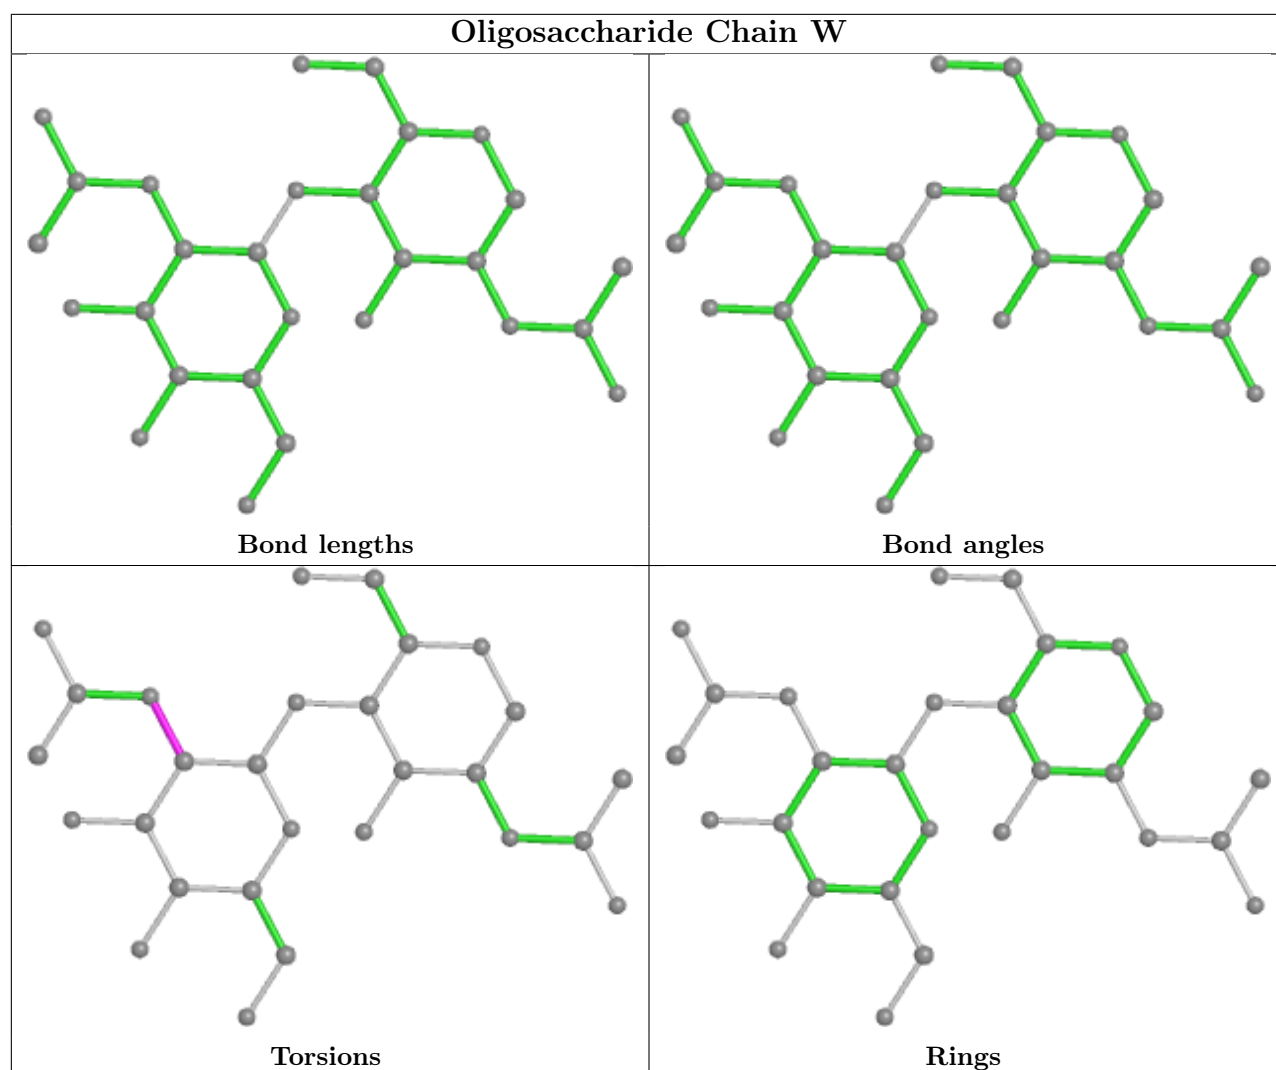 Oligosaccharide Chain W
Bond lengths
Bond angles
Torsions
Rings